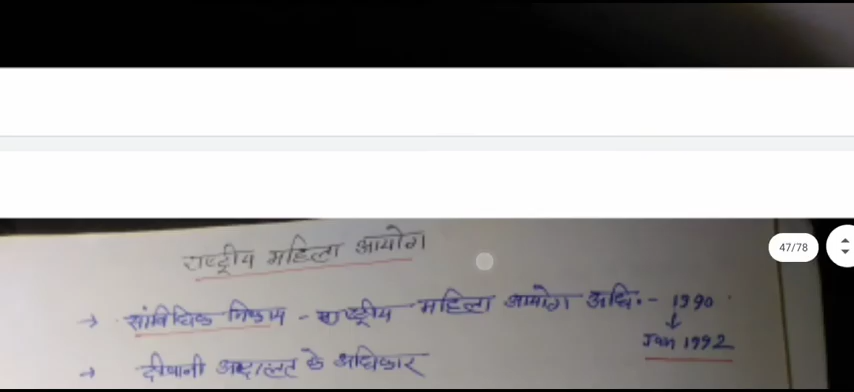 47/78
राष्ट्रीय महिला आयोग
→ सांविधिक निकाय - राष्ट्रीय महिला आयोग अधि.- 1990
↓
Jan 1992
→ दीवानी अदालत के अधिकार